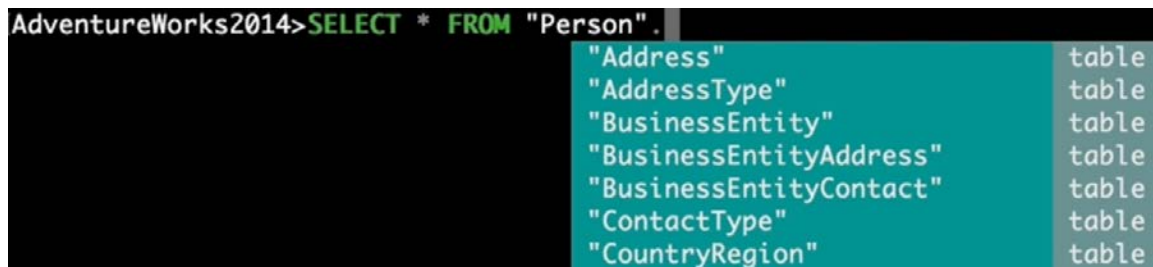 AdventureWorks2014>SELECT * FROM "Person".
"Address" table
"AddressType" table
"BusinessEntity" table
"BusinessEntityAddress" table
"BusinessEntityContact" table
"ContactType" table
"CountryRegion" table